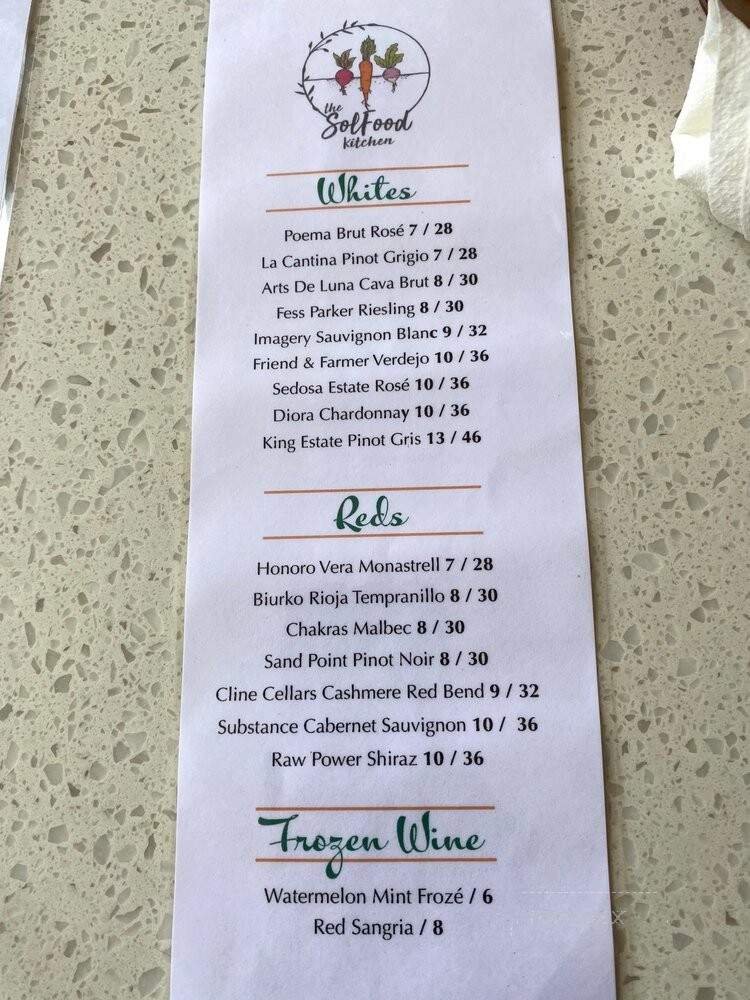 the
SolFood
kitchen
Whites
Poema Brut Rosé 7 / 28
La Cantina Pinot Grigio 7 / 28
Arts De Luna Cava Brut 8 / 30
Fess Parker Riesling 8 / 30
Imagery Sauvignon Blanc 9 / 32
Friend & Farmer Verdejo 10 / 36
Sedosa Estate Rosé 10 / 36
Diora Chardonnay 10 / 36
King Estate Pinot Gris 13 / 46
Reds
Honoro Vera Monastrell 7 / 28
Biurko Rioja Tempranillo 8 / 30
Chakras Malbec 8 / 30
Sand Point Pinot Noir 8 / 30
Cline Cellars Cashmere Red Bend 9 / 32
Substance Cabernet Sauvignon 10 / 36
Raw Power Shiraz 10 / 36
Frozen Wine
Watermelon Mint Frozé / 6
Red Sangria / 8